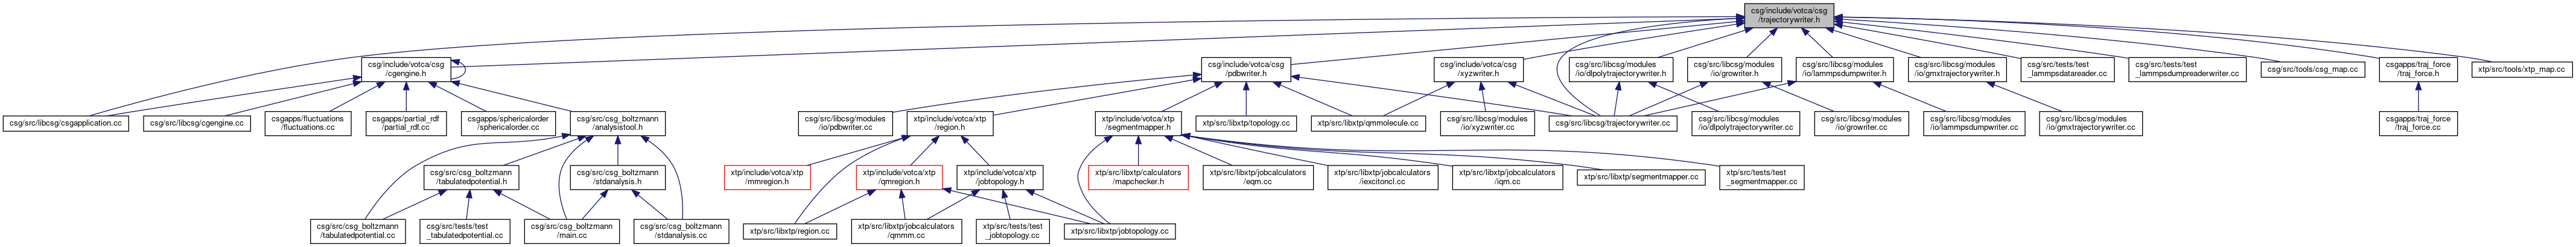 csg/include/votca/csg
/trajectorywriter.h
csg/include/votca/csg
/cgengine.h
csg/include/votca/csg
/pdbwriter.h
csg/include/votca/csg
/xyzwriter.h
csg/src/libcsg/modules
/io/dlpolytrajectorywriter.h
csg/src/libcsg/modules
/io/growriter.h
csg/src/libcsg/modules
/io/lammpsdumpwriter.h
csg/src/libcsg/modules
/io/gmxtrajectorywriter.h
csg/src/tests/test
_lammpsdatareader.cc
csg/src/tests/test
_lammpsdumpreaderwriter.cc
csg/src/tools/csg_map.cc
csgapps/traj_force
/traj_force.h
xtp/src/tools/xtp_map.cc
csg/src/libcsg/csgapplication.cc
csg/src/libcsg/cgengine.cc
csgapps/fluctuations
/fluctuations.cc
csgapps/partial_rdf
/partial_rdf.cc
csgapps/sphericalorder
/sphericalorder.cc
csg/src/csg_boltzmann
/analysistool.h
csg/src/libcsg/modules
/io/pdbwriter.cc
xtp/include/votca/xtp
/region.h
xtp/include/votca/xtp
/segmentmapper.h
xtp/src/libxtp/topology.cc
xtp/src/libxtp/qmmolecule.cc
csg/src/libcsg/modules
/io/xyzwriter.cc
csg/src/libcsg/trajectorywriter.cc
csg/src/libcsg/modules
/io/dlpolytrajectorywriter.cc
csg/src/libcsg/modules
/io/growriter.cc
csg/src/libcsg/modules
/io/lammpsdumpwriter.cc
csg/src/libcsg/modules
/io/gmxtrajectorywriter.cc
csgapps/traj_force
/traj_force.cc
csg/src/csg_boltzmann
/tabulatedpotential.h
csg/src/csg_boltzmann
/stdanalysis.h
xtp/include/votca/xtp
/mmregion.h
xtp/include/votca/xtp
/qmregion.h
xtp/include/votca/xtp
/jobtopology.h
xtp/src/libxtp/calculators
/mapchecker.h
xtp/src/libxtp/jobcalculators
/eqm.cc
xtp/src/libxtp/jobcalculators
/iexcitoncl.cc
xtp/src/libxtp/jobcalculators
/iqm.cc
xtp/src/libxtp/segmentmapper.cc
xtp/src/tests/test
_segmentmapper.cc
csg/src/csg_boltzmann
/tabulatedpotential.cc
csg/src/tests/test
_tabulatedpotential.cc
csg/src/csg_boltzmann
/main.cc
csg/src/csg_boltzmann
/stdanalysis.cc
xtp/src/libxtp/region.cc
xtp/src/libxtp/jobcalculators
/qmmm.cc
xtp/src/tests/test
_jobtopology.cc
xtp/src/libxtp/jobtopology.cc